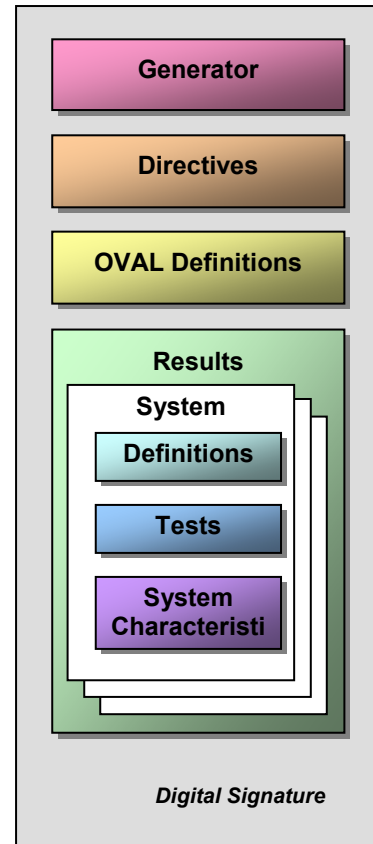 Generator
Directives
OVAL Definitions
Results
System
Definitions
Tests
System
Characteristi
Digital Signature